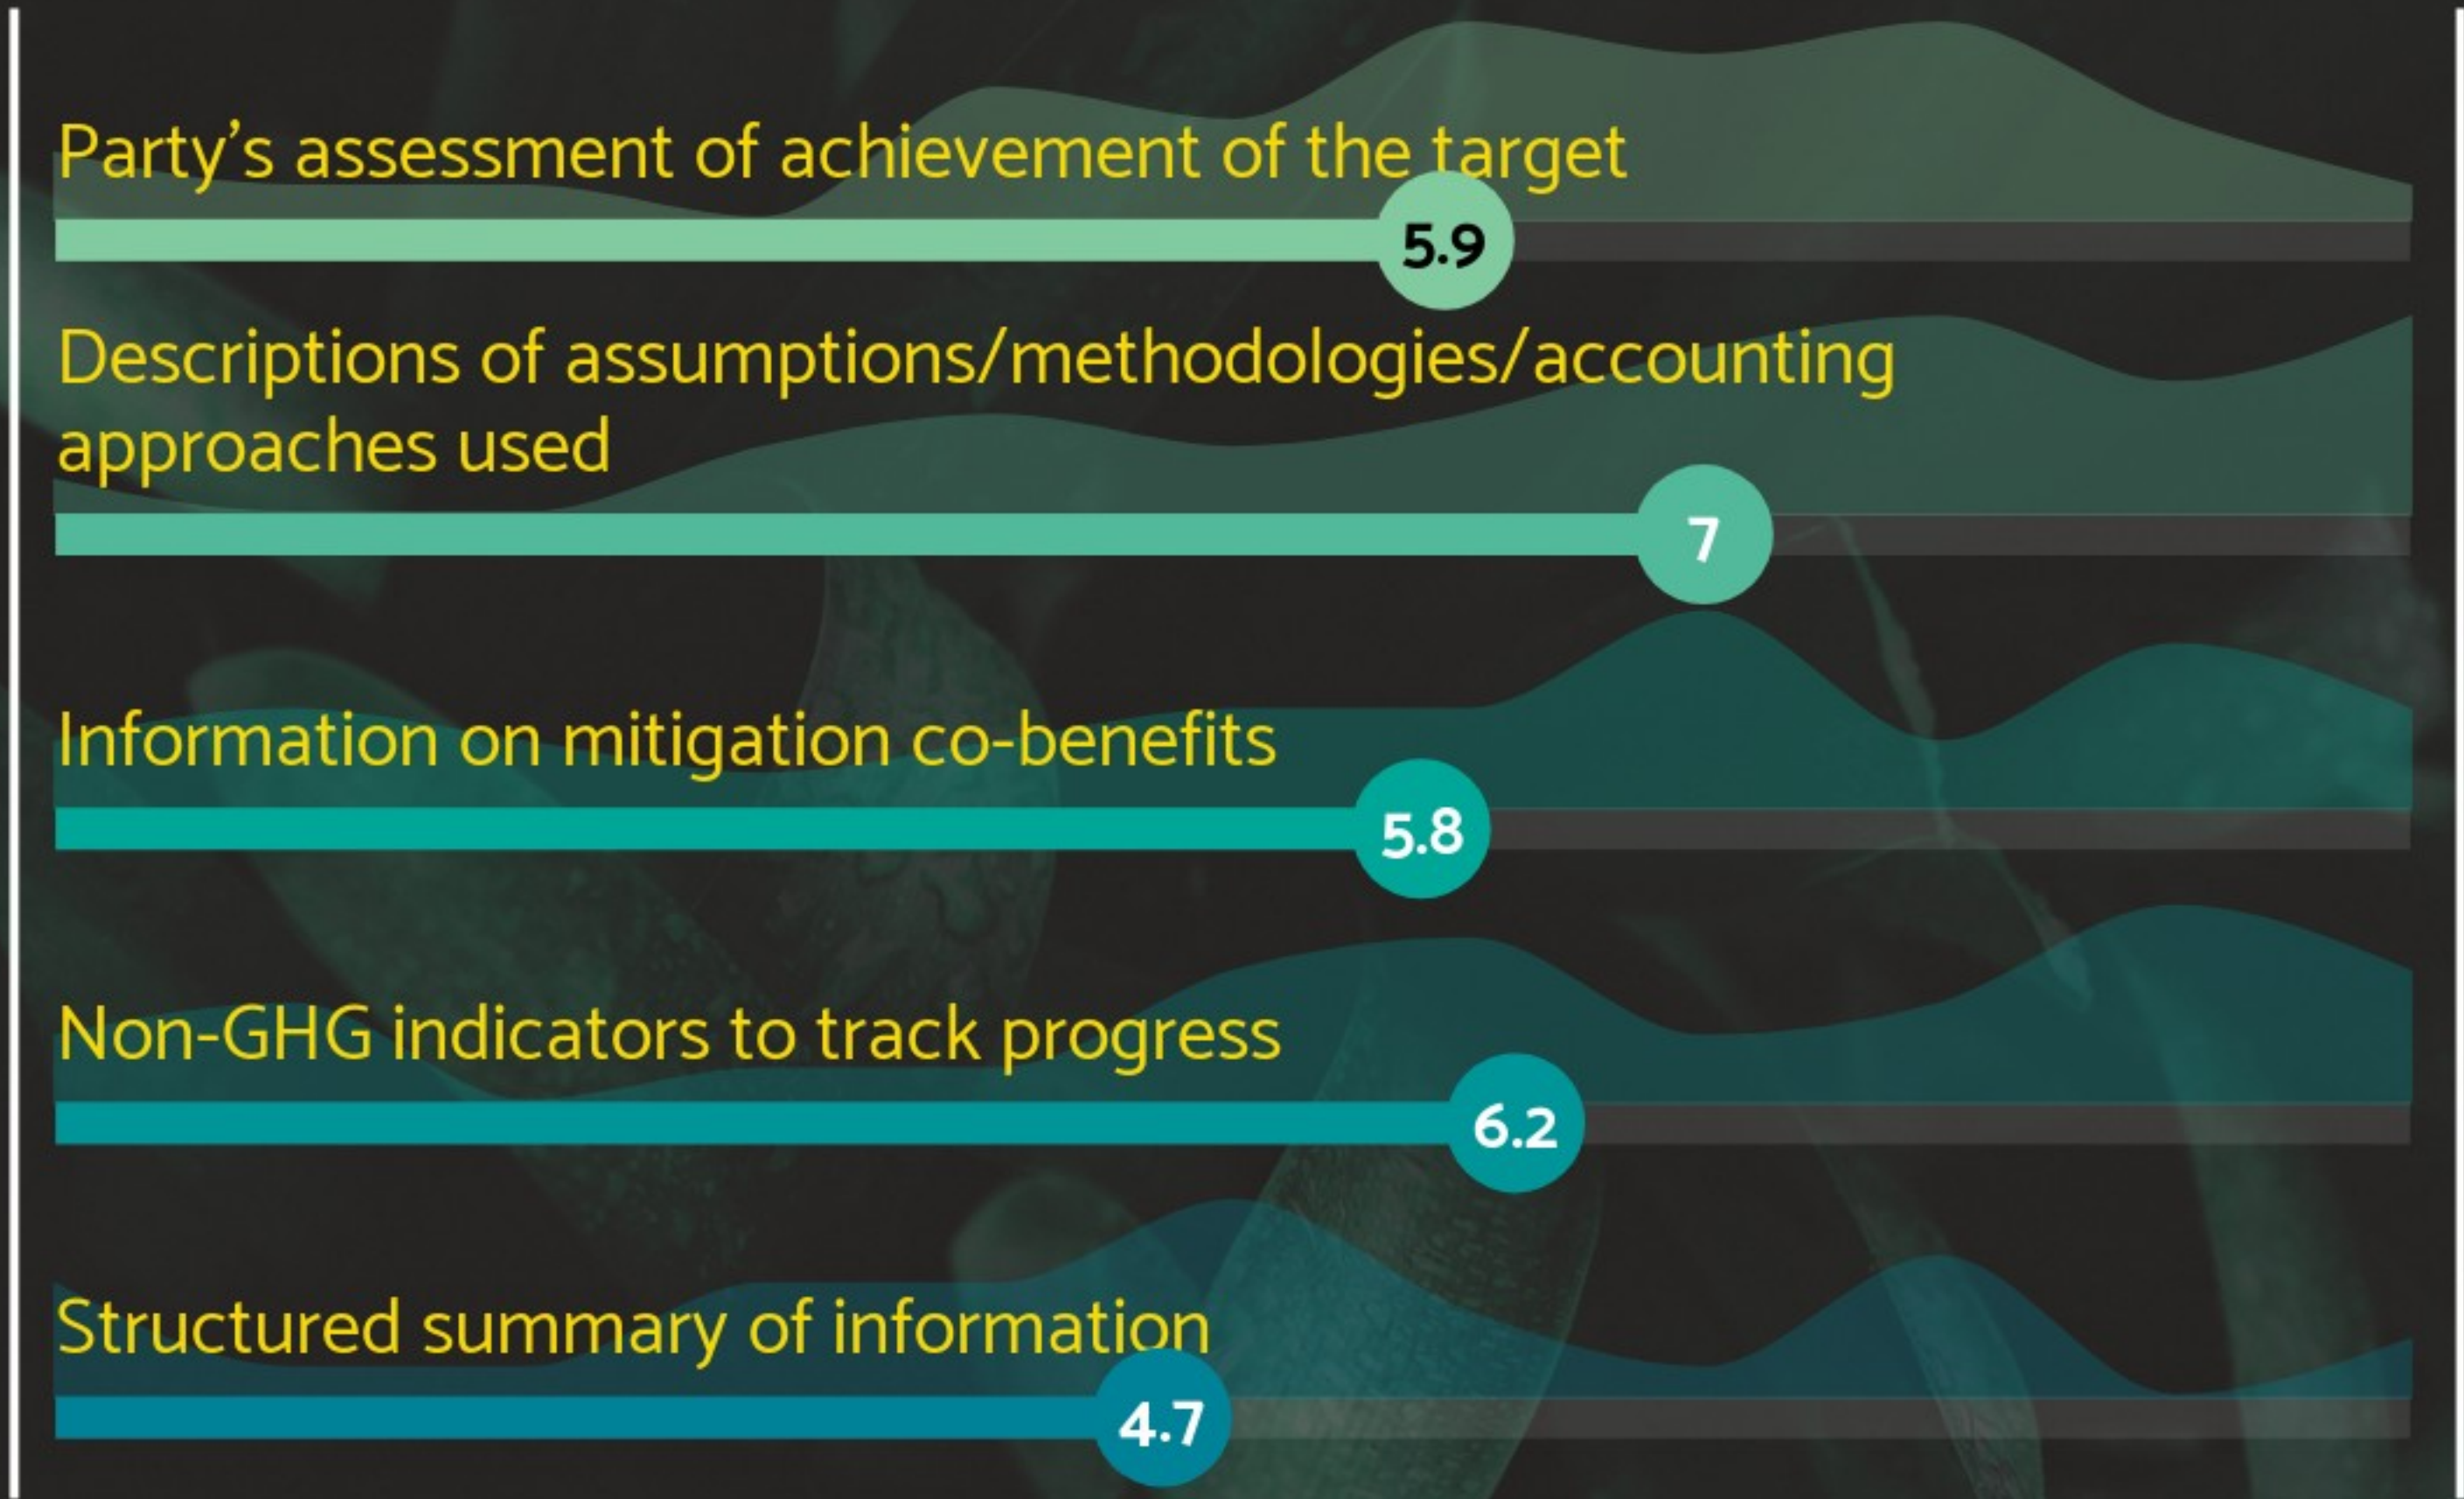 Party's assessment of achievement of the target
5.9
Descriptions of assumptions/methodologies/accounting
approaches used
7
Information on mitigation co-benefits
5.8
Non-GHG indicators to track progress
6.2
Structured summary of information
4.7